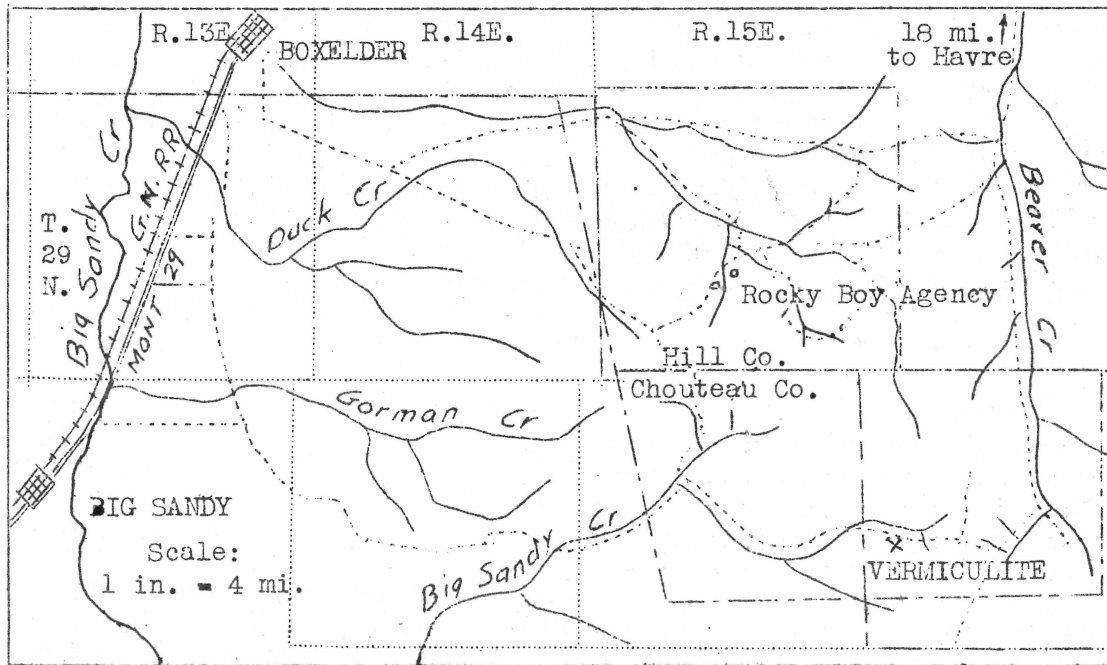 R.13E.
R.14E.
R.15E.
18 mi.
to Havre
BOXELDER
T.
29
N.
Big Sandy Cr
G.N. RR
MONT 29
Duck Cr
Beaver Cr
Rocky Boy Agency
Hill Co.
Chouteau Co.
Gorman Cr
BIG SANDY
Scale:
1 in. = 4 mi.
Big Sandy Cr
x
VERMICULITE